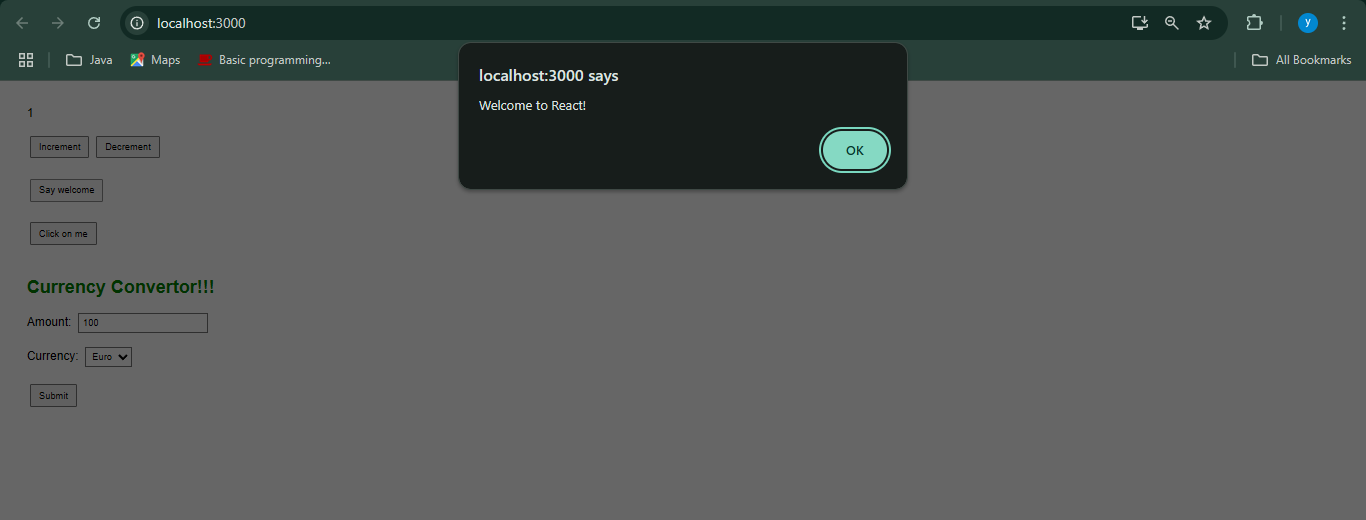 localhost:3000
y
Java Maps Basic programming... All Bookmarks
localhost:3000 says
Welcome to React!
OK
1
Increment Decrement
Say welcome
Click on me
Currency Convertor!!!
Amount: 100
Currency: Euro
Submit